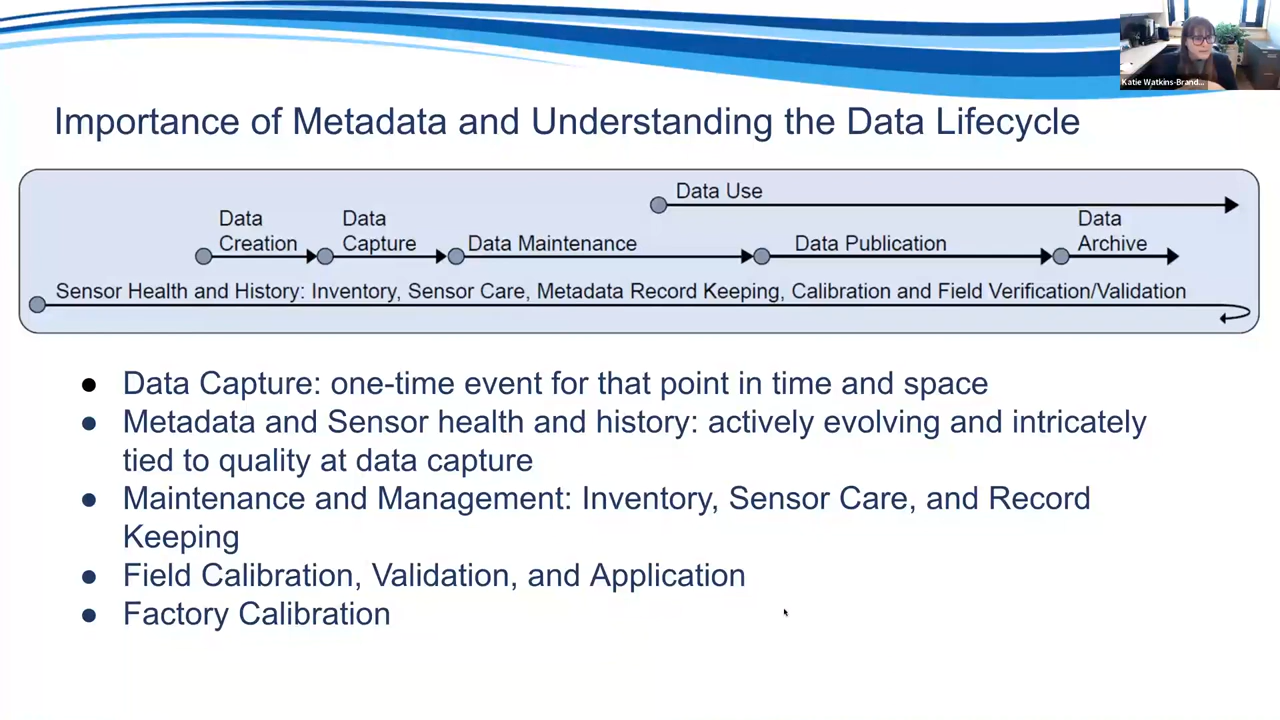 Katie Watkins-Brand...
Importance of Metadata and Understanding the Data Lifecycle
Data Use
Data
Creation
Data
Capture
Data Maintenance
Data Publication
Data
Archive
Sensor Health and History: Inventory, Sensor Care, Metadata Record Keeping, Calibration and Field Verification/Validation
● Data Capture: one-time event for that point in time and space
● Metadata and Sensor health and history: actively evolving and intricately
tied to quality at data capture
● Maintenance and Management: Inventory, Sensor Care, and Record
Keeping
● Field Calibration, Validation, and Application
● Factory Calibration